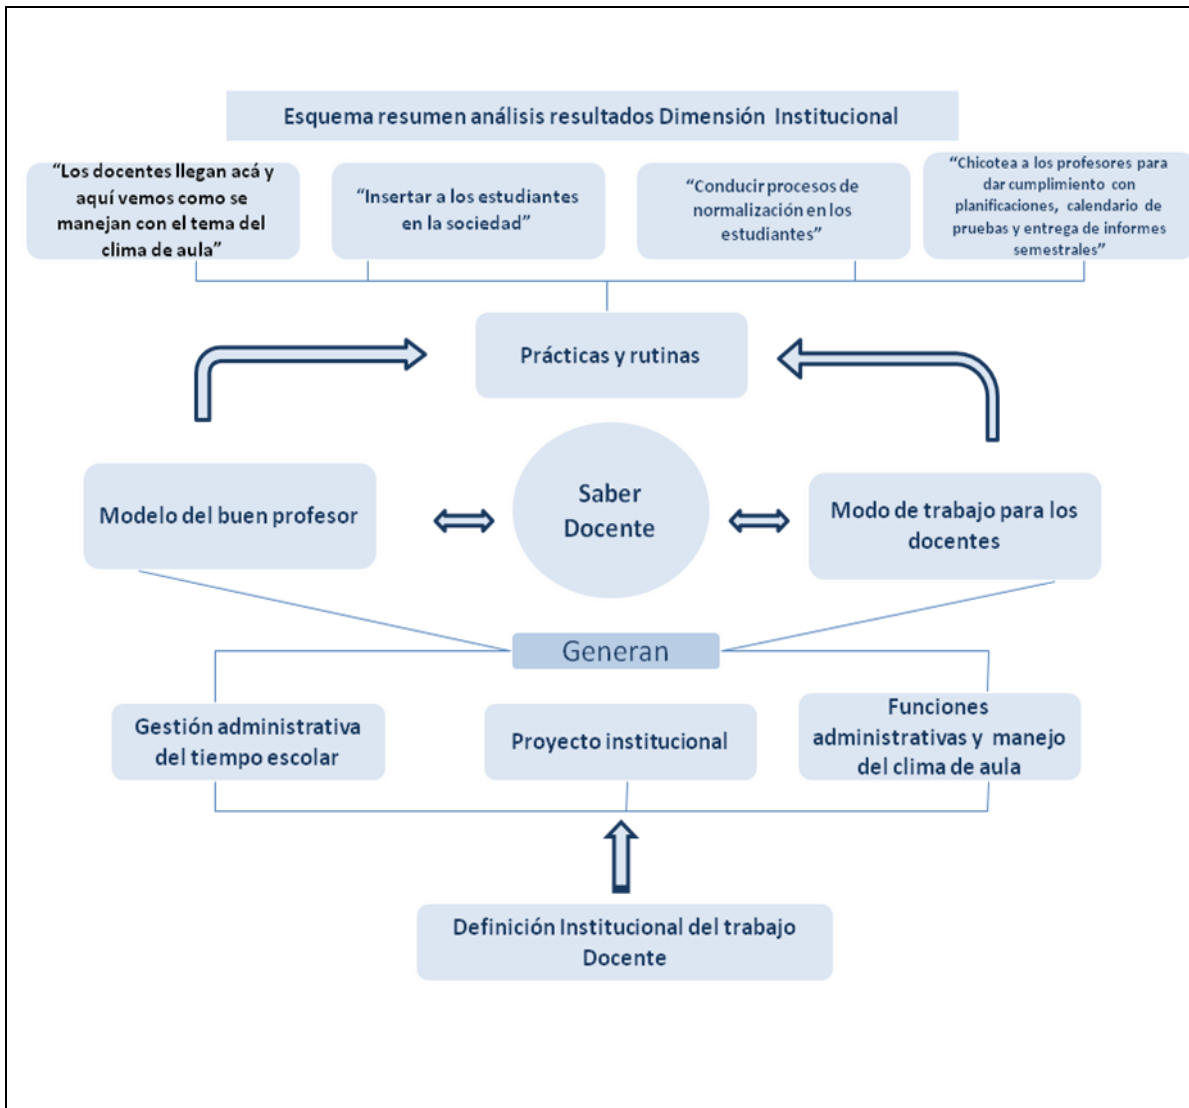 Esquema resumen análisis resultados Dimensión Institucional
“Los docentes llegan acá y
aquí vemos como se
manejan con el tema del
clima de aula”
“Insertar a los estudiantes
en la sociedad”
“Conducir procesos de
normalización en los
estudiantes”
“Chicotea a los profesores para
dar cumplimiento con
planificaciones, calendario de
pruebas y entrega de informes
semestrales”
Prácticas y rutinas
Modelo del buen profesor
Saber
Docente
Modo de trabajo para los
docentes
Generan
Gestión administrativa
del tiempo escolar
Proyecto institucional
Funciones
administrativas y manejo
del clima de aula
Definición Institucional del trabajo
Docente